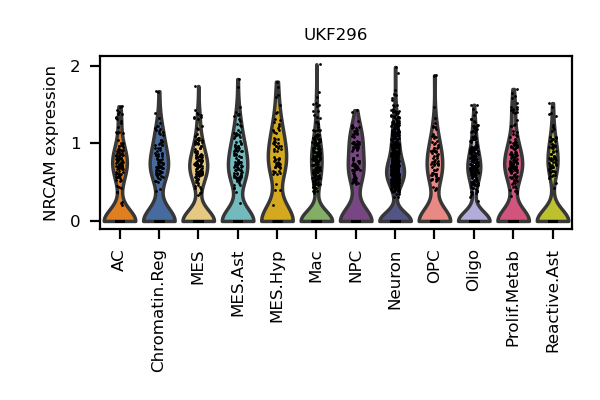 UKF296
NRCAM expression
2
1
0
AC
Chromatin.Reg
MES
MES.Ast
MES.Hyp
Mac
NPC
Neuron
OPC
Oligo
Prolif.Metab
Reactive.Ast